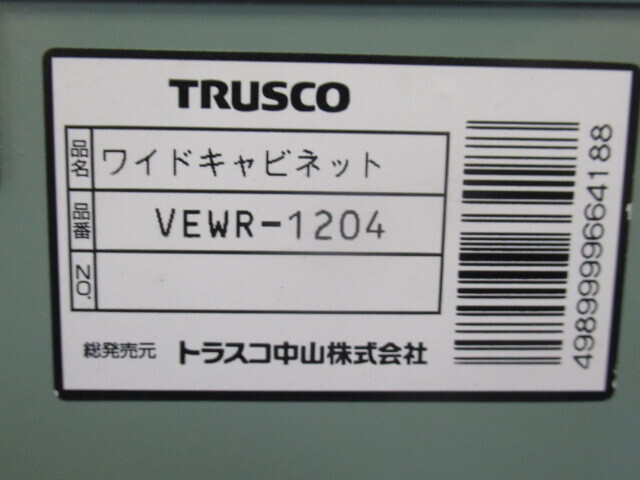 TRUSCO
品名 ワイドキャビネット
品番 VEWR-1204
NO.
総発売元 トラスコ中山株式会社
4989999664188